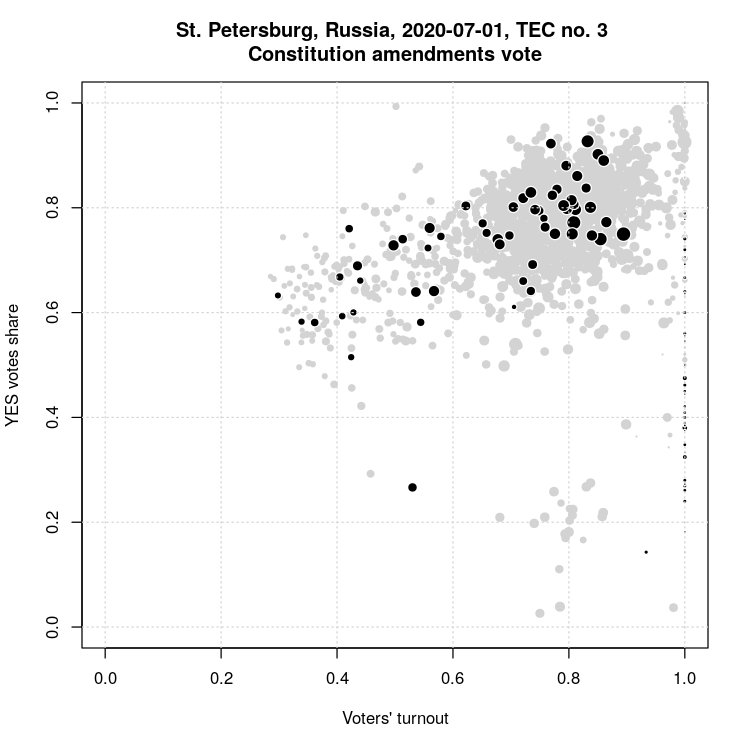 St. Petersburg, Russia, 2020-07-01, TEC no. 3
Constitution amendments vote
YES votes share
1.0
0.8
0.6
0.4
0.2
0.0
0.0 0.2 0.4 0.6 0.8 1.0
Voters' turnout